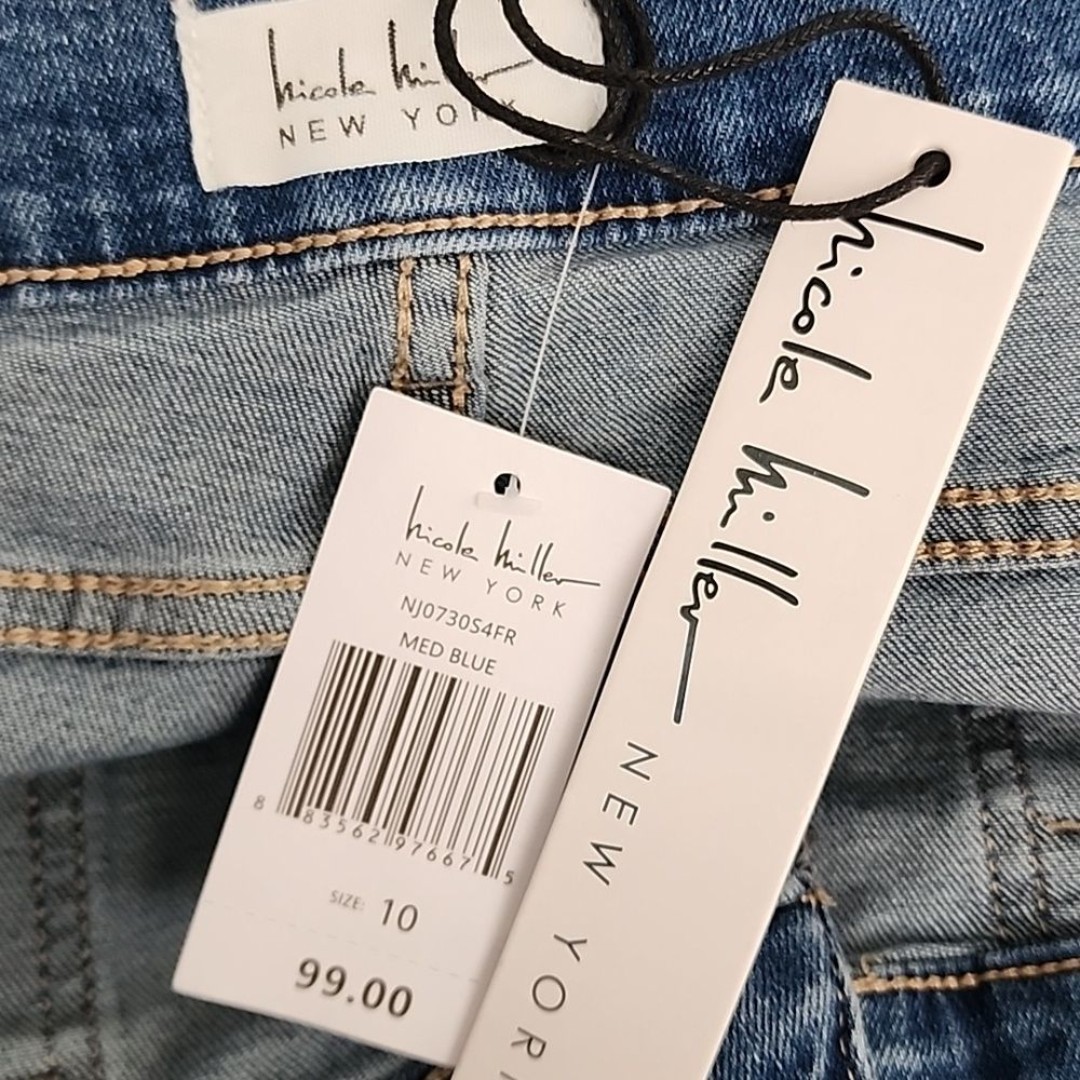 nicole miller
NEW YORK
nicole miller
NEW YORK
NJ0730S4FR
MED BLUE
8 83562 97667 5
SIZE: 10
99.00
nicole miller
NEW YORK